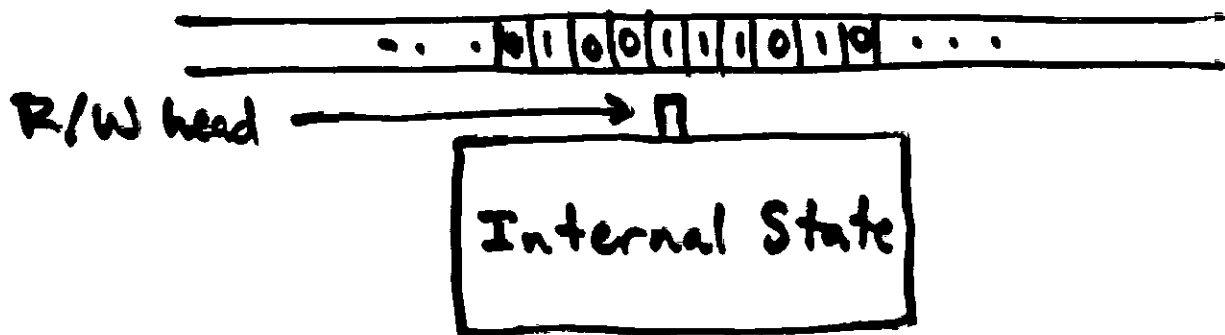 . . . 0 1 0 0 1 1 1 0 1 0 . . .
R/W head
Internal State